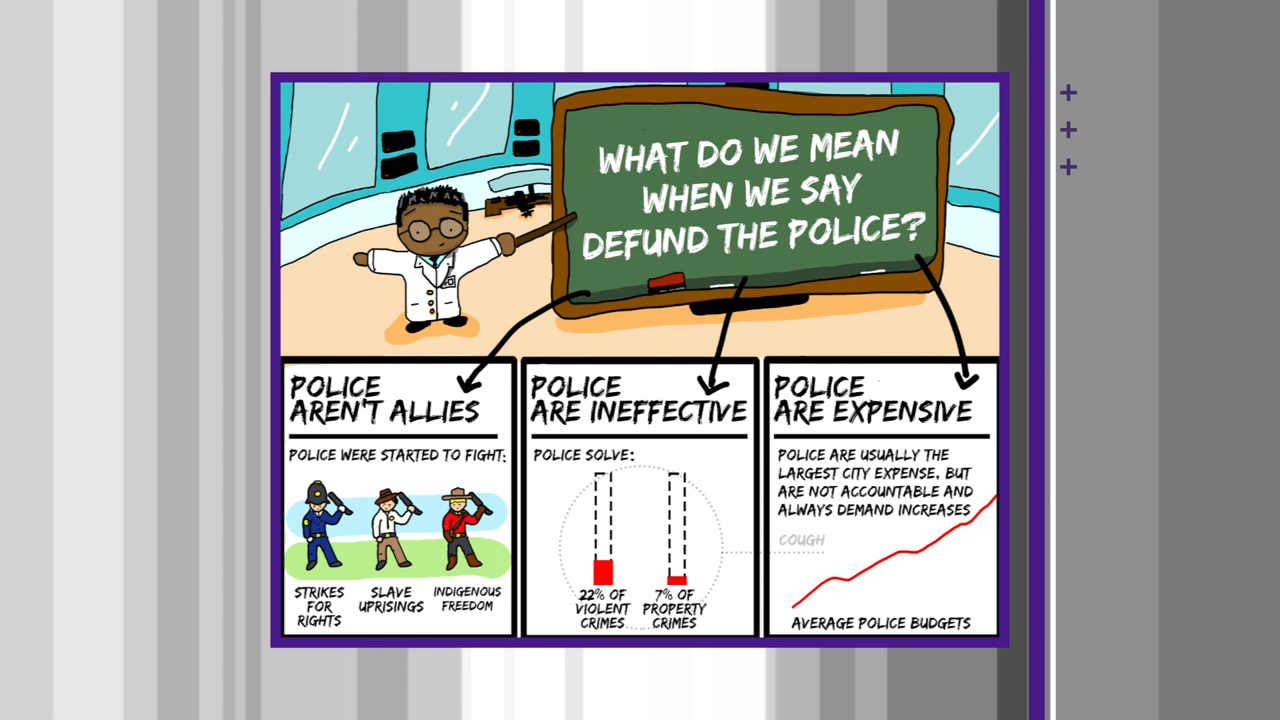 WHAT DO WE MEAN
WHEN WE SAY
DEFUND THE POLICE?
POLICE
AREN'T ALLIES
POLICE WERE STARTED TO FIGHT:
STRIKES
FOR
RIGHTS
SLAVE
UPRISINGS
INDIGENOUS
FREEDOM
POLICE
ARE INEFFECTIVE
POLICE SOLVE:
22% OF
VIOLENT
CRIMES
7% OF
PROPERTY
CRIMES
POLICE
ARE EXPENSIVE
POLICE ARE USUALLY THE
LARGEST CITY EXPENSE, BUT
ARE NOT ACCOUNTABLE AND
ALWAYS DEMAND INCREASES
COUGH
AVERAGE POLICE BUDGETS